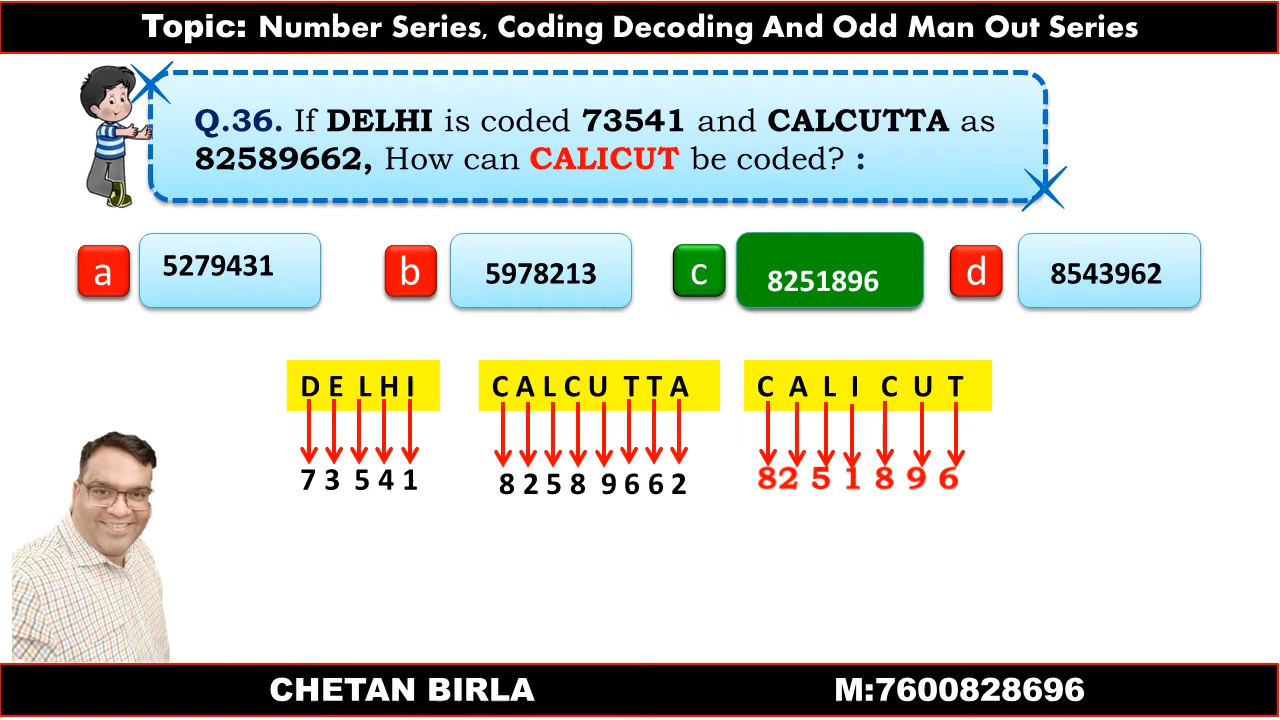 Topic: Number Series, Coding Decoding And Odd Man Out Series
Q.36. If DELHI is coded 73541 and CALCUTTA as
82589662, How can CALICUT be coded? :
a 5279431 b 5978213 c 8251896 d 8543962
D E L H I C A L C U T T A C A L I C U T
7 3 5 4 1 8 2 5 8 9 6 6 2 8 2 5 1 8 9 6
CHETAN BIRLA M:7600828696